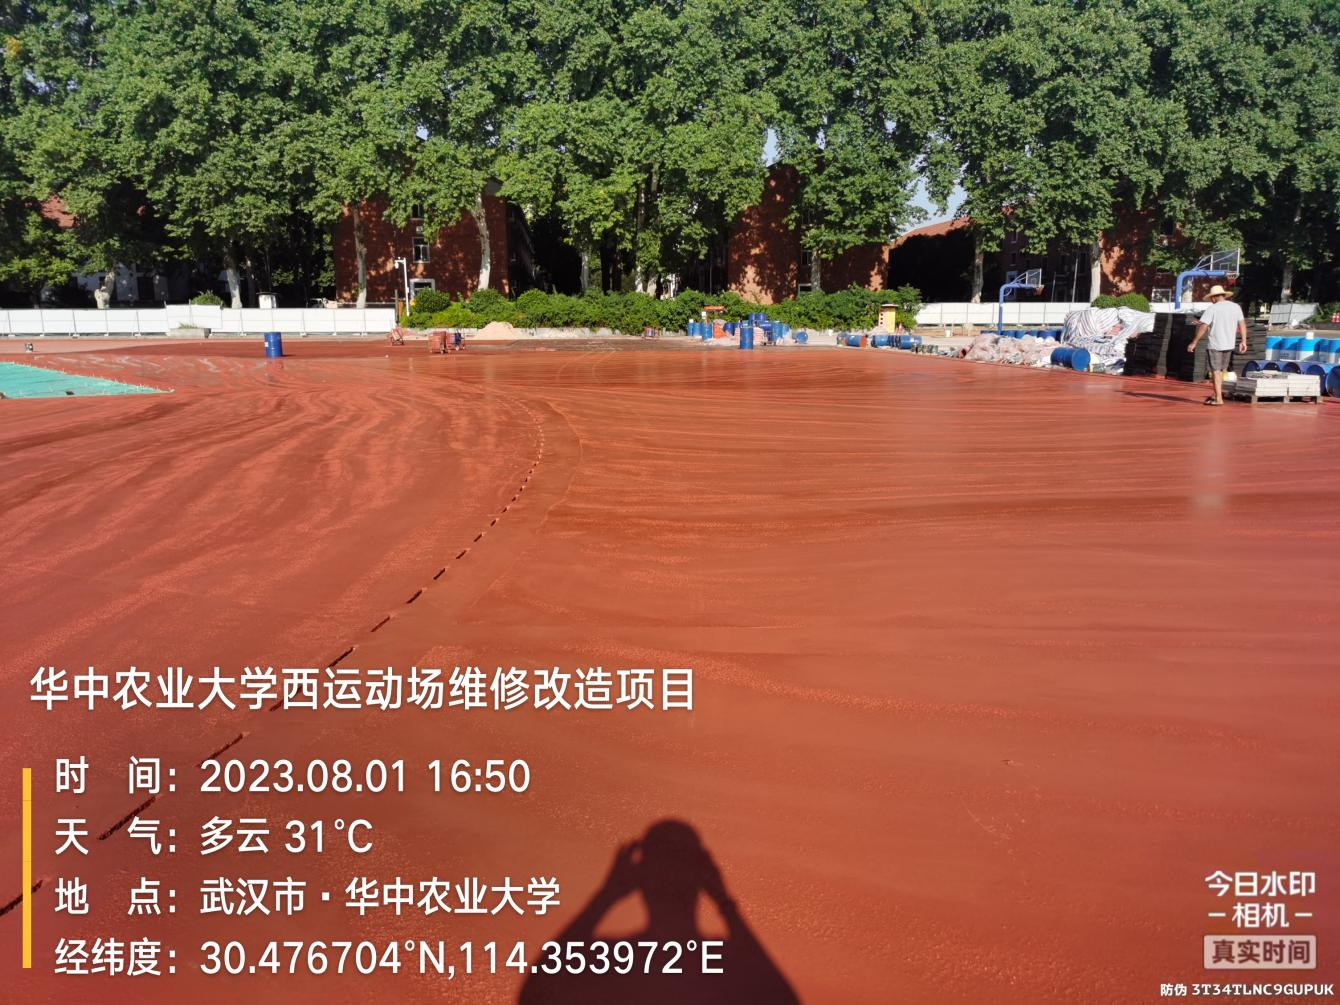 华中农业大学西运动场维修改造项目
时 间：2023.08.01 16:50
天 气：多云 31°C
地 点：武汉市·华中农业大学
经纬度：30.476704°N,114.353972°E
今日水印
-相机-
真实时间
防伪 3T34TLNC9GUPUK